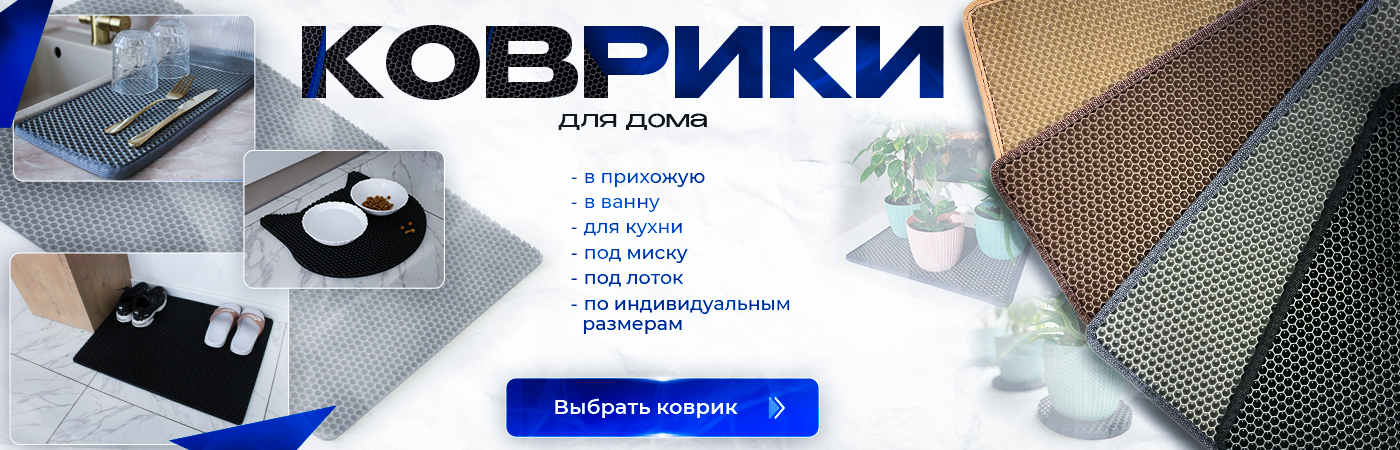 КОВРИКИ
для дома
- в прихожую
- в ванну
- для кухни
- под миску
- под лоток
- по индивидуальным
размерам
Выбрать коврик